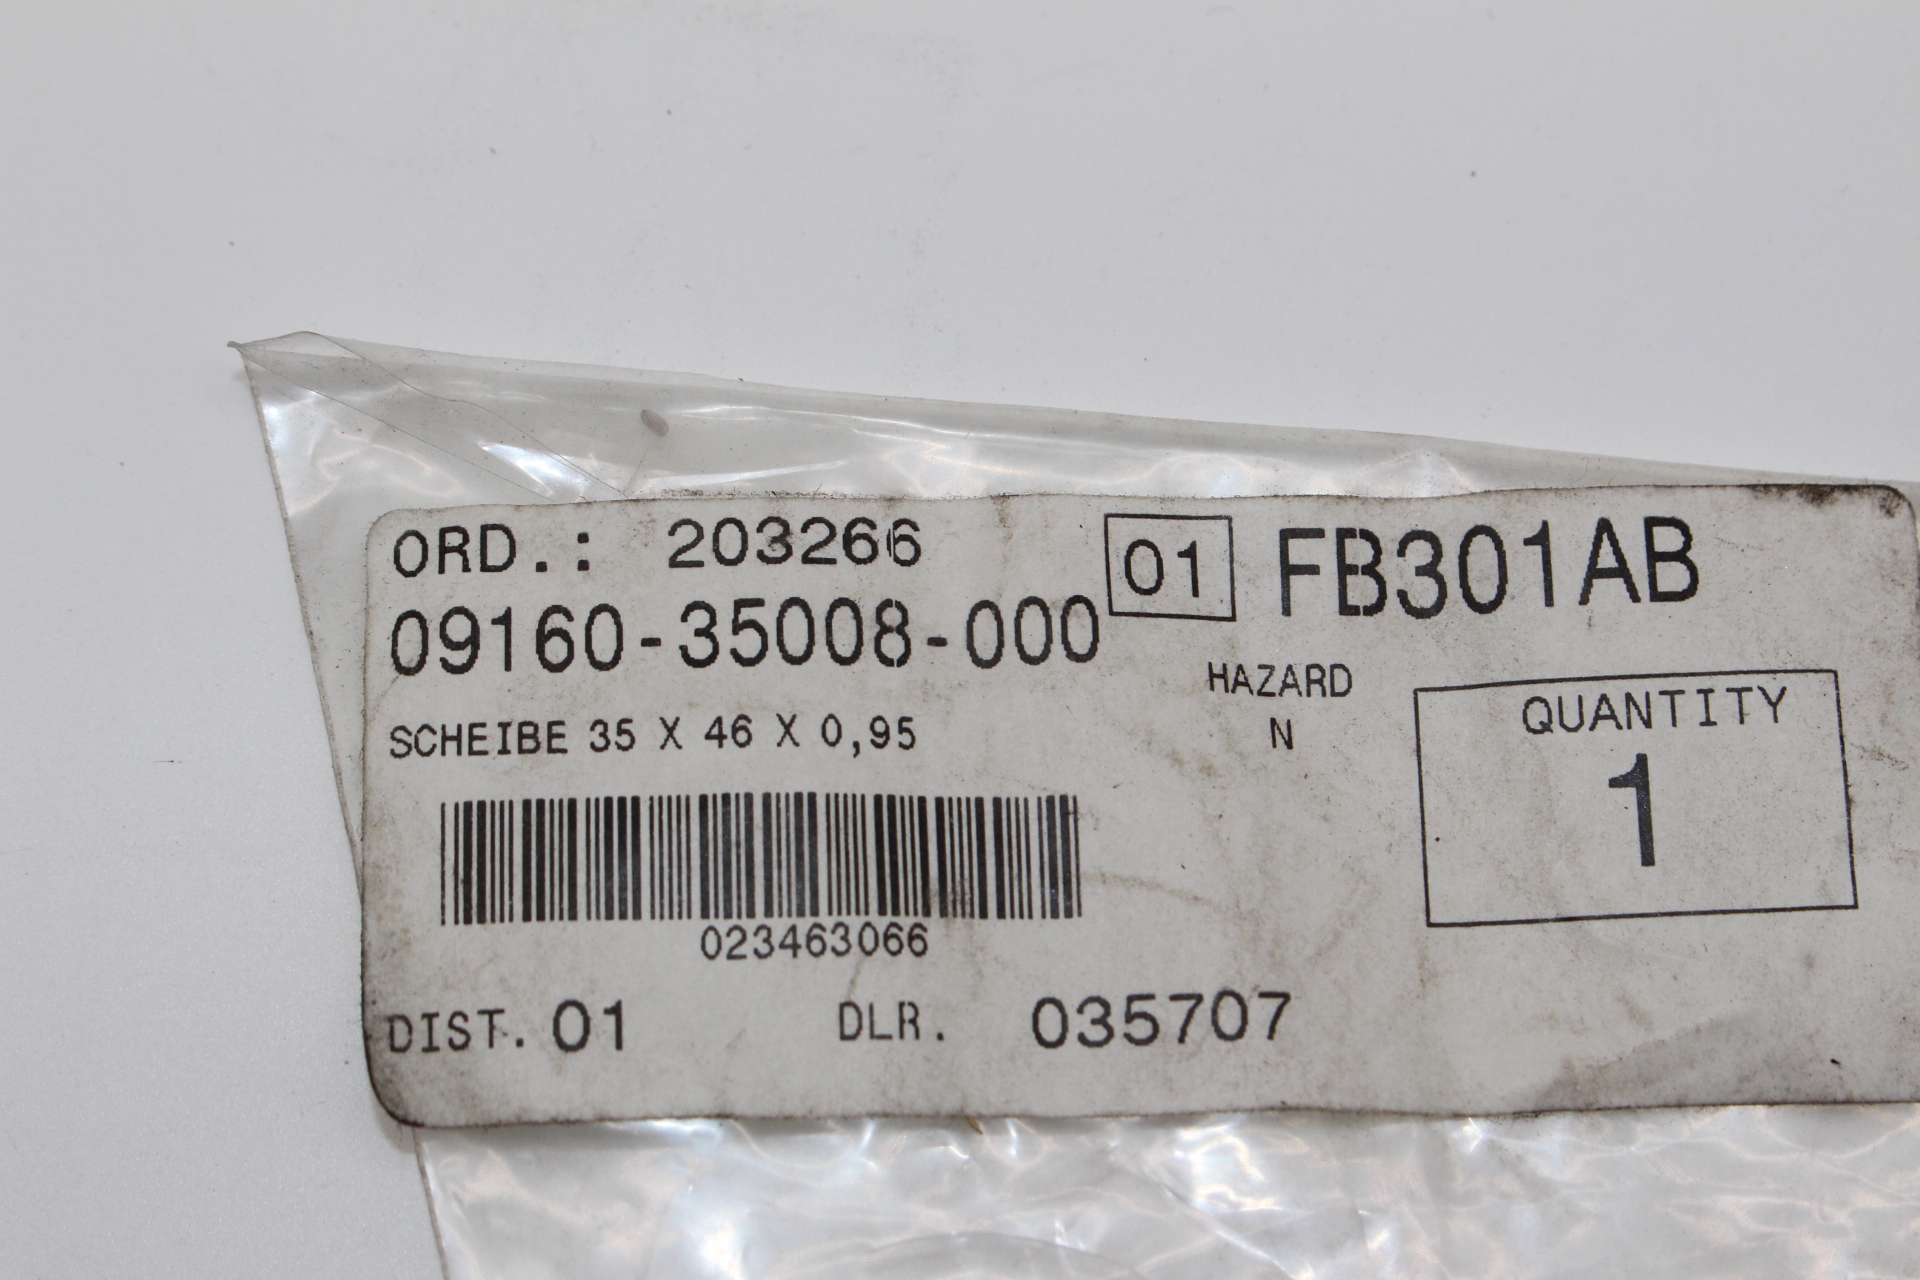 ORD.: 203266 01 FB301AB
09160-35008-000
HAZARD
N
SCHEIBE 35 X 46 X 0,95
QUANTITY
1
023463066
DIST. 01 DLR. 035707